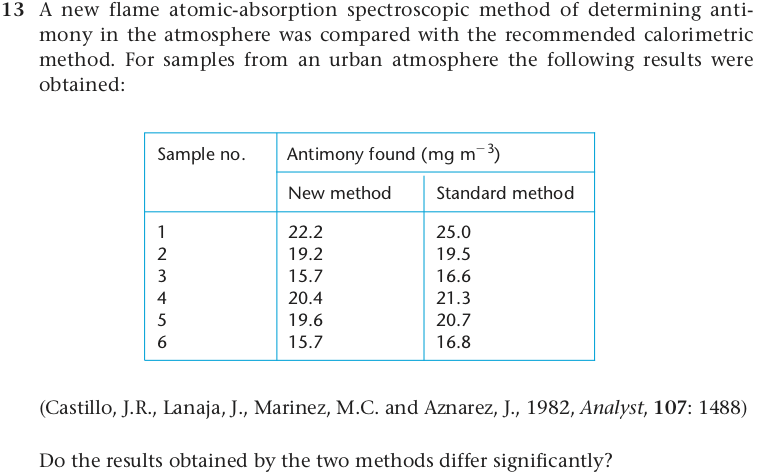 13 A new flame atomic-absorption spectroscopic method of determining anti-
mony in the atmosphere was compared with the recommended calorimetric
method. For samples from an urban atmosphere the following results were
obtained:
Sample no. Antimony found (mg m⁻³)
New method Standard method
1 22.2 25.0
2 19.2 19.5
3 15.7 16.6
4 20.4 21.3
5 19.6 20.7
6 15.7 16.8
(Castillo, J.R., Lanaja, J., Marinez, M.C. and Aznarez, J., 1982, Analyst, 107: 1488)
Do the results obtained by the two methods differ significantly?